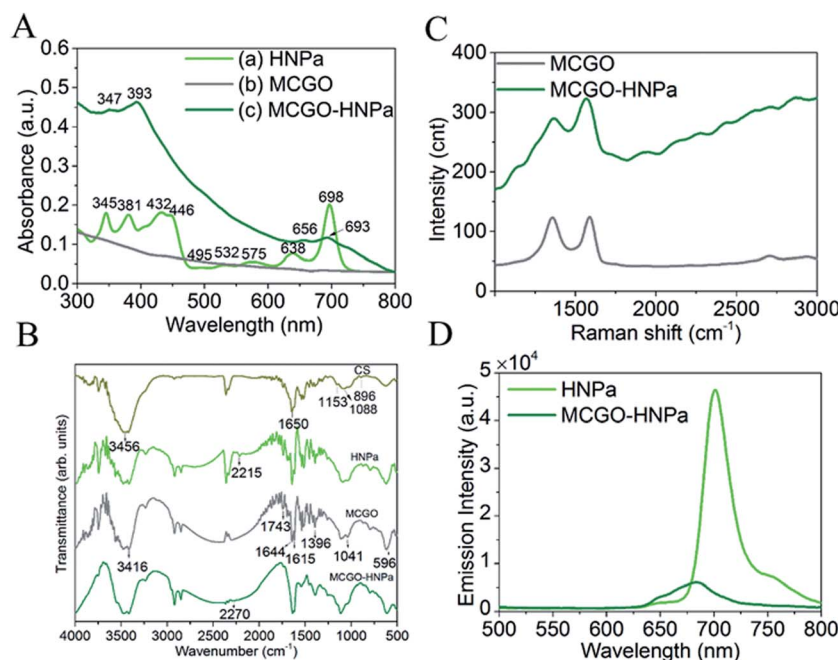 A
Absorbance (a.u.)
0.6
0.5
0.4
0.3
0.2
0.1
0.0
(a) HNPa
(b) MCGO
(c) MCGO-HNPa
347
393
345
381
432
446
495
532
575
638
656
698
693
300 400 500 600 700 800
Wavelength (nm)
B
Transmittance (arb. units)
CS
3456
1650
1153
896
1088
HNPa
2215
MCGO
3416
1743
1644
1615
1396
1041
596
MCGO-HNPa
2270
4000 3500 3000 2500 2000 1500 1000 500
Wavenumber (cm-1)
C
Intensity (cnt)
400
300
200
100
0
MCGO
MCGO-HNPa
1500 2000 2500 3000
Raman shift (cm-1)
D
Emission Intensity (a.u.)
5 ×10⁴
4
3
2
1
0
HNPa
MCGO-HNPa
500 550 600 650 700 750 800
Wavelength (nm)